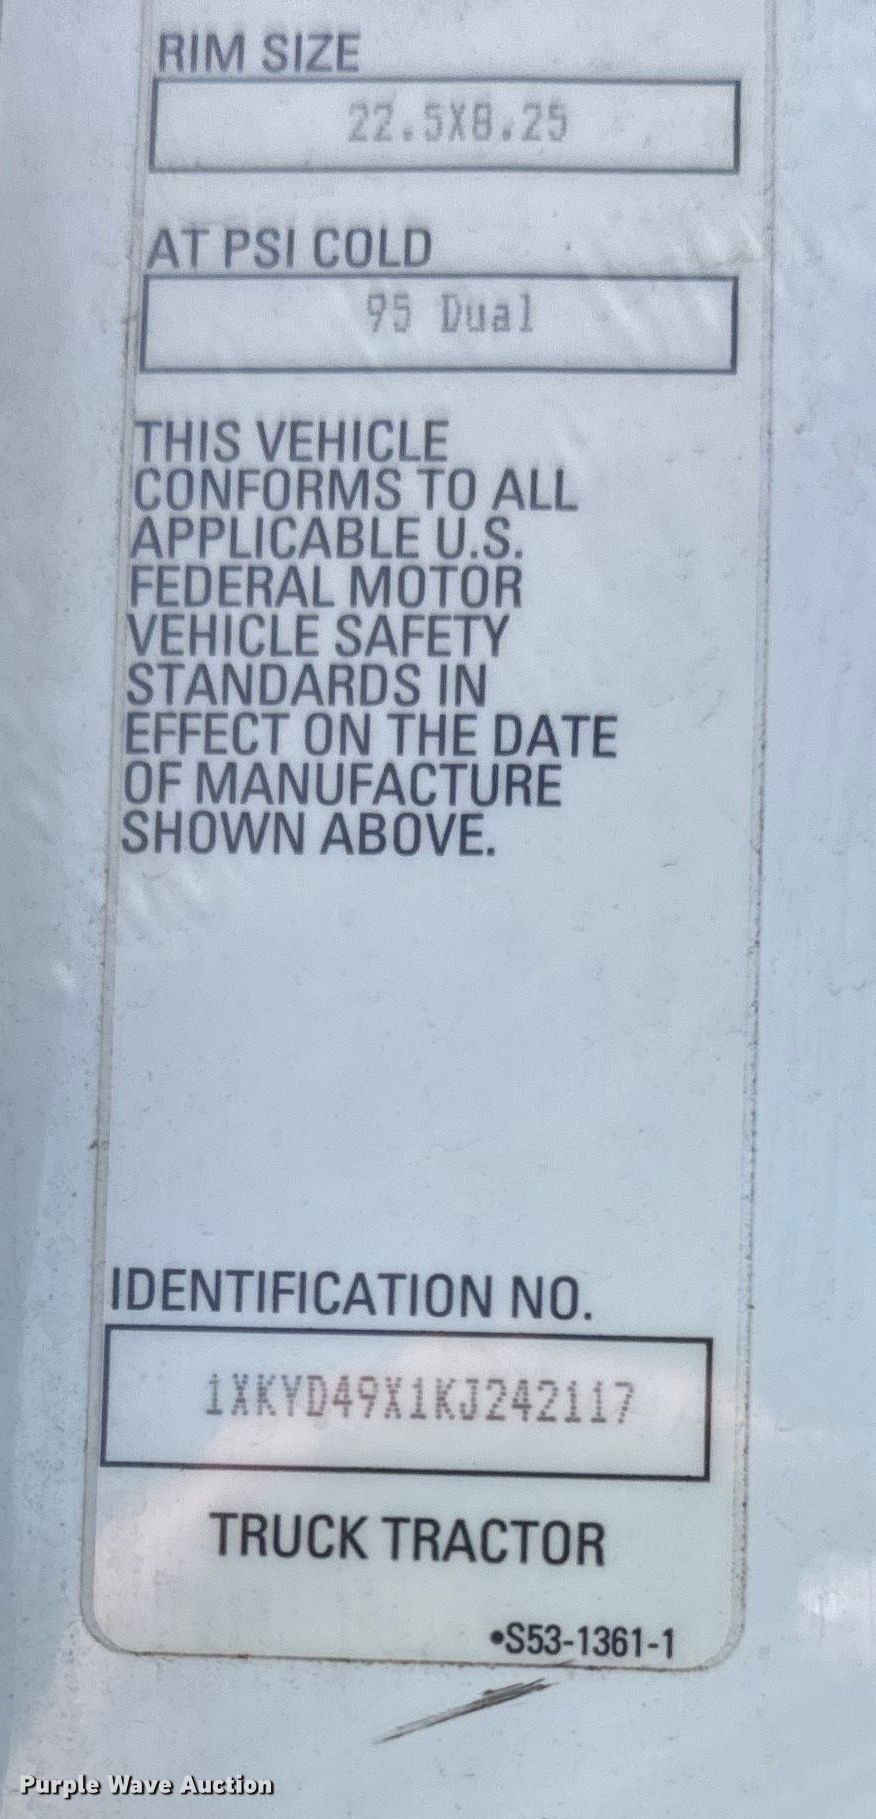 RIM SIZE
22.5X8.25
AT PSI COLD
95 Dual
THIS VEHICLE
CONFORMS TO ALL
APPLICABLE U.S.
FEDERAL MOTOR
VEHICLE SAFETY
STANDARDS IN
EFFECT ON THE DATE
OF MANUFACTURE
SHOWN ABOVE.
IDENTIFICATION NO.
1XKYD49X1KJ242117
TRUCK TRACTOR
•S53-1361-1
Purple Wave Auction